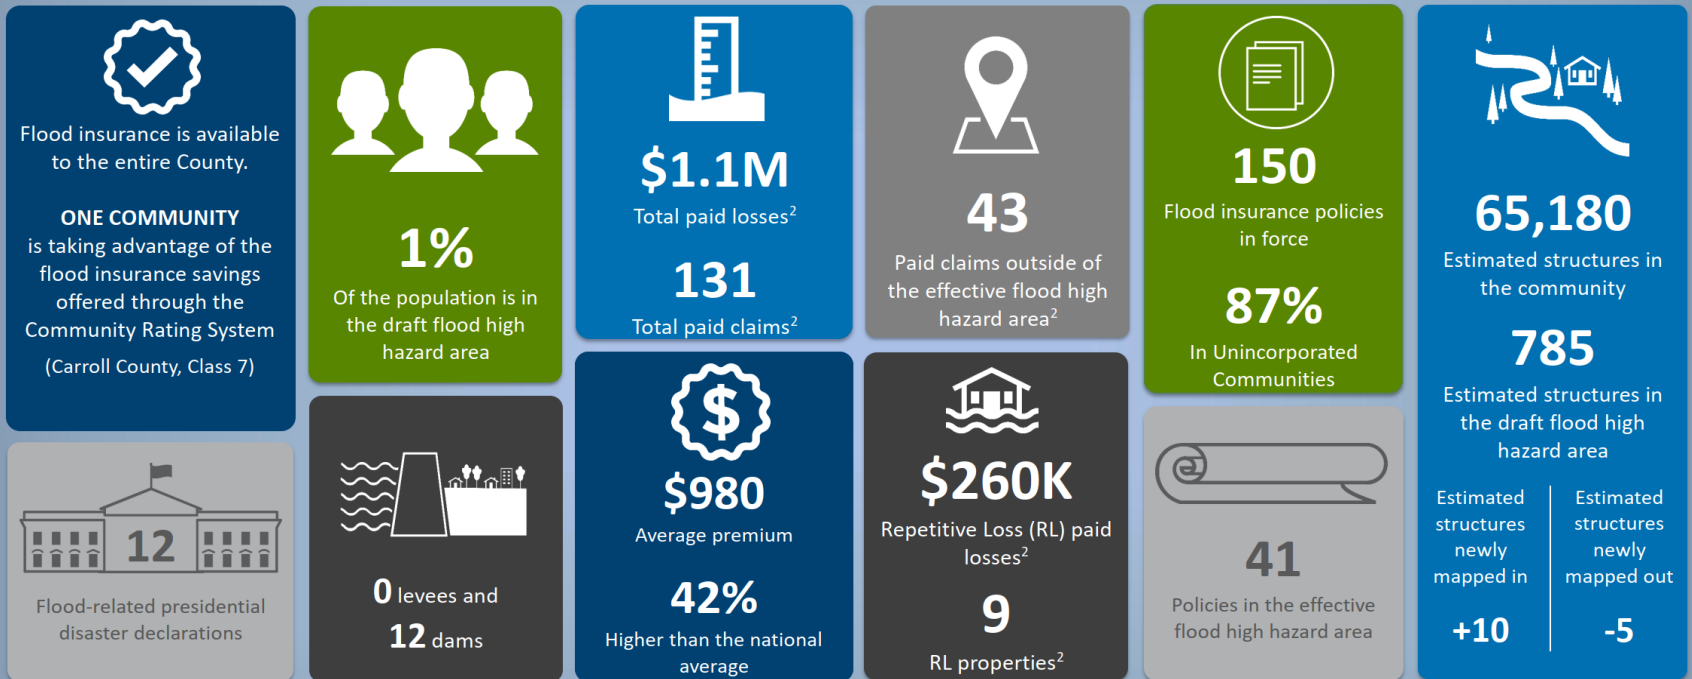 Flood insurance is available
to the entire County.
ONE COMMUNITY
is taking advantage of the
flood insurance savings
offered through the
Community Rating System
(Carroll County, Class 7)
12
Flood-related presidential
disaster declarations
1%
Of the population is in
the draft flood high
hazard area
0 levees and
12 dams
$1.1M
Total paid losses²
131
Total paid claims²
$
$980
Average premium
42%
Higher than the national
average
43
Paid claims outside of
the effective flood high
hazard area²
$260K
Repetitive Loss (RL) paid
losses²
9
RL properties²
150
Flood insurance policies
in force
87%
In Unincorporated
Communities
41
Policies in the effective
flood high hazard area
65,180
Estimated structures in
the community
785
Estimated structures in
the draft flood high
hazard area
Estimated
structures
newly
mapped in
+10
Estimated
structures
newly
mapped out
-5